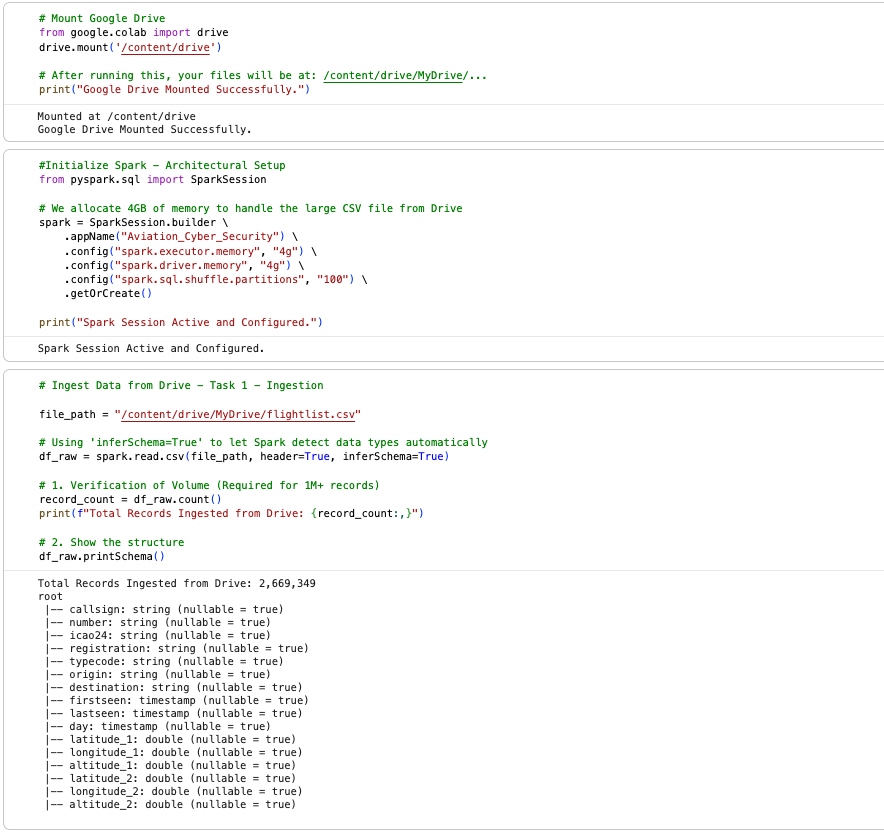 # Mount Google Drive
from google.colab import drive
drive.mount('/content/drive')
# After running this, your files will be at: /content/drive/MyDrive/...
print("Google Drive Mounted Successfully.")
Mounted at /content/drive
Google Drive Mounted Successfully.
#Initialize Spark – Architectural Setup
from pyspark.sql import SparkSession
# We allocate 4GB of memory to handle the large CSV file from Drive
spark = SparkSession.builder \
    .appName("Aviation_Cyber_Security") \
    .config("spark.executor.memory", "4g") \
    .config("spark.driver.memory", "4g") \
    .config("spark.sql.shuffle.partitions", "100") \
    .getOrCreate()
print("Spark Session Active and Configured.")
Spark Session Active and Configured.
# Ingest Data from Drive – Task 1 – Ingestion
file_path = "/content/drive/MyDrive/flightlist.csv"
# Using 'inferSchema=True' to let Spark detect data types automatically
df_raw = spark.read.csv(file_path, header=True, inferSchema=True)
# 1. Verification of Volume (Required for 1M+ records)
record_count = df_raw.count()
print(f"Total Records Ingested from Drive: {record_count:,}")
# 2. Show the structure
df_raw.printSchema()
Total Records Ingested from Drive: 2,669,349
root
 |-- callsign: string (nullable = true)
 |-- number: string (nullable = true)
 |-- icao24: string (nullable = true)
 |-- registration: string (nullable = true)
 |-- typecode: string (nullable = true)
 |-- origin: string (nullable = true)
 |-- destination: string (nullable = true)
 |-- firstseen: timestamp (nullable = true)
 |-- lastseen: timestamp (nullable = true)
 |-- day: timestamp (nullable = true)
 |-- latitude_1: double (nullable = true)
 |-- longitude_1: double (nullable = true)
 |-- altitude_1: double (nullable = true)
 |-- latitude_2: double (nullable = true)
 |-- longitude_2: double (nullable = true)
 |-- altitude_2: double (nullable = true)